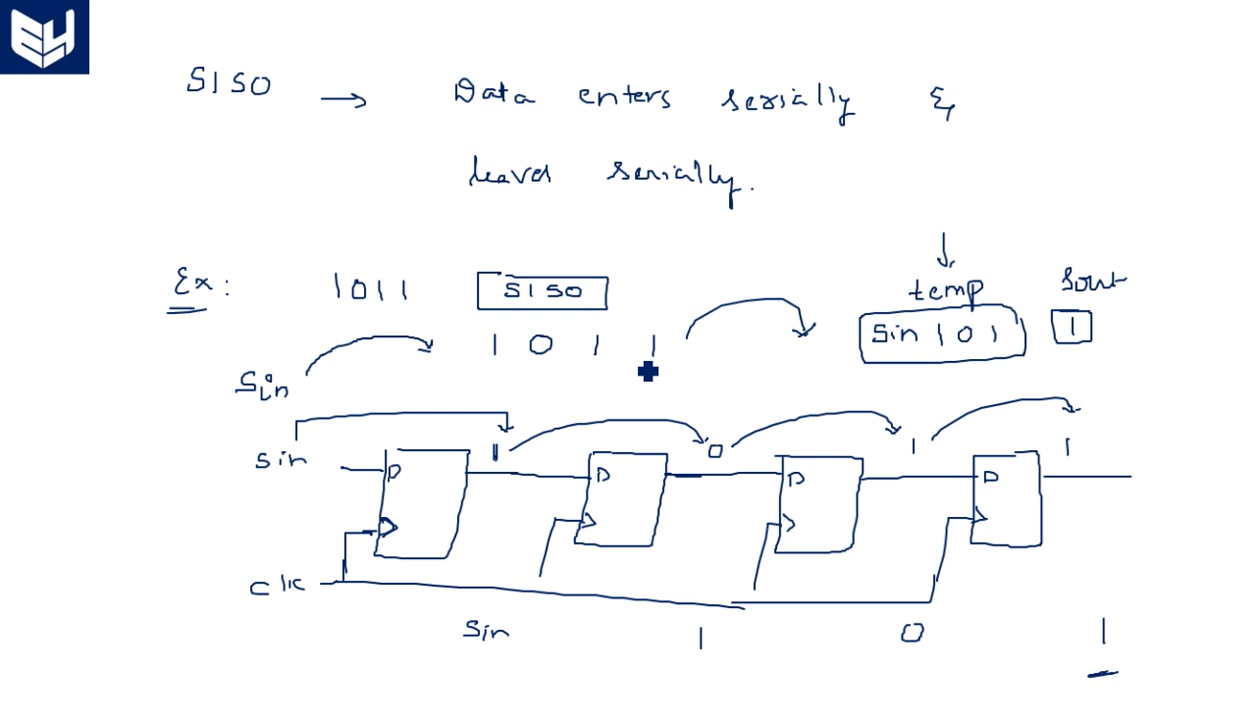 EY
SISO → Data enters serially &
leaves serially.
Ex: 1011 SISO temp Sout
1 0 1 1 Sin 1 0 1 1
Sin
Sin 1 0 1 1
D D D D
Clk
Sin 1 0 1